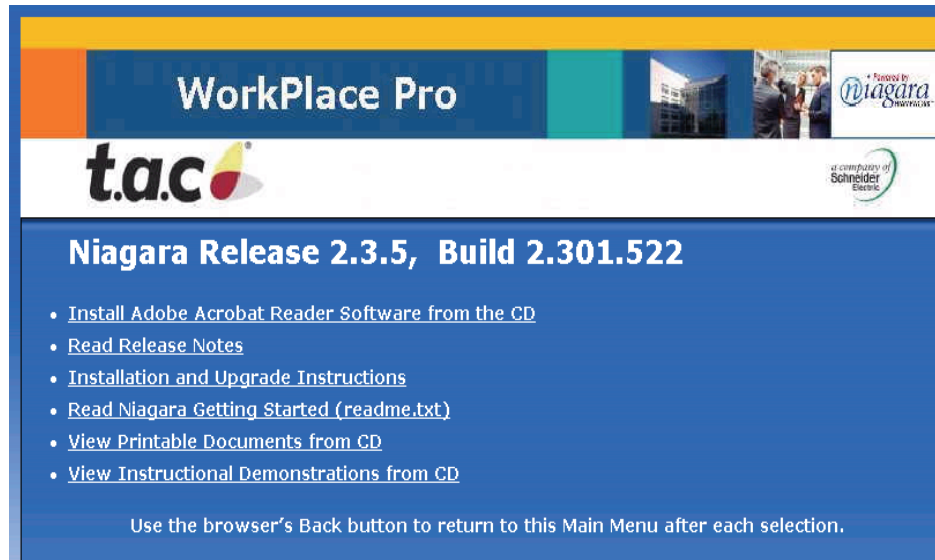 WorkPlace Pro
Powered by
niagara
FRAMEWORK
t.a.c
a company of
Schneider
Electric
Niagara Release 2.3.5, Build 2.301.522
Install Adobe Acrobat Reader Software from the CD
Read Release Notes
Installation and Upgrade Instructions
Read Niagara Getting Started (readme.txt)
View Printable Documents from CD
View Instructional Demonstrations from CD
Use the browser's Back button to return to this Main Menu after each selection.